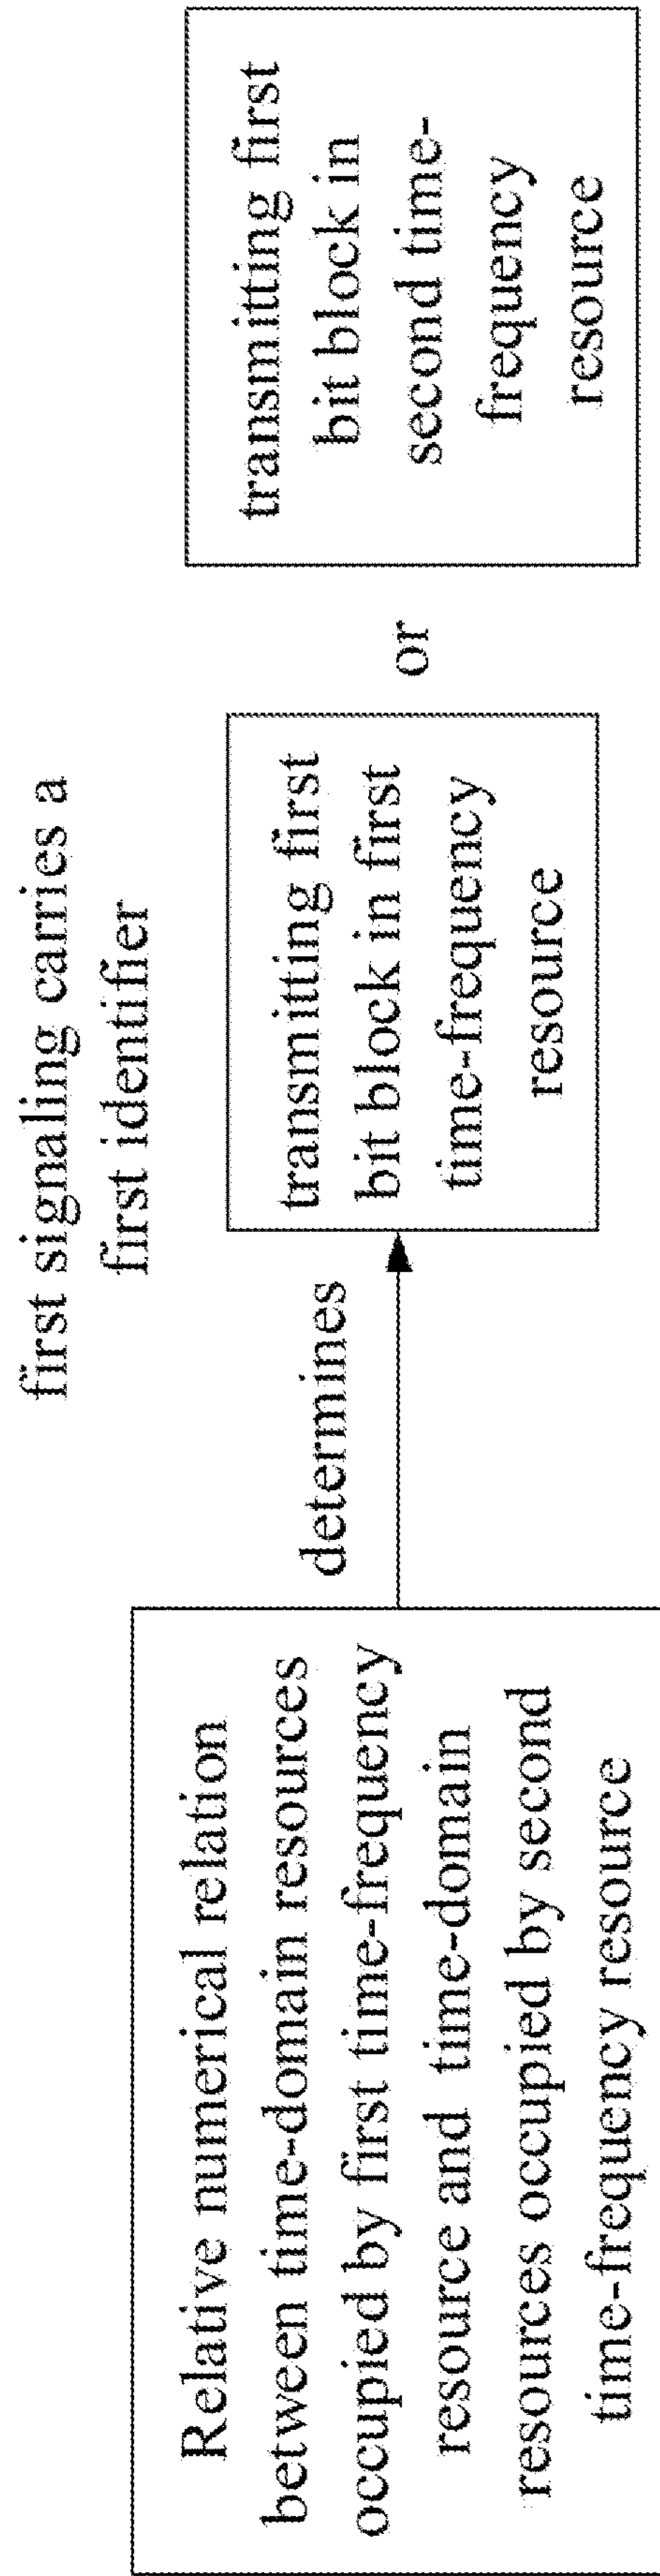 first signaling carries a
first identifier
Relative numerical relation
between time-domain resources
occupied by first time-frequency
resource and time-domain
resources occupied by second
time-frequency resource
determines
transmitting first
bit block in first
time-frequency
resource
or
transmitting first
bit block in
second time-
frequency
resource